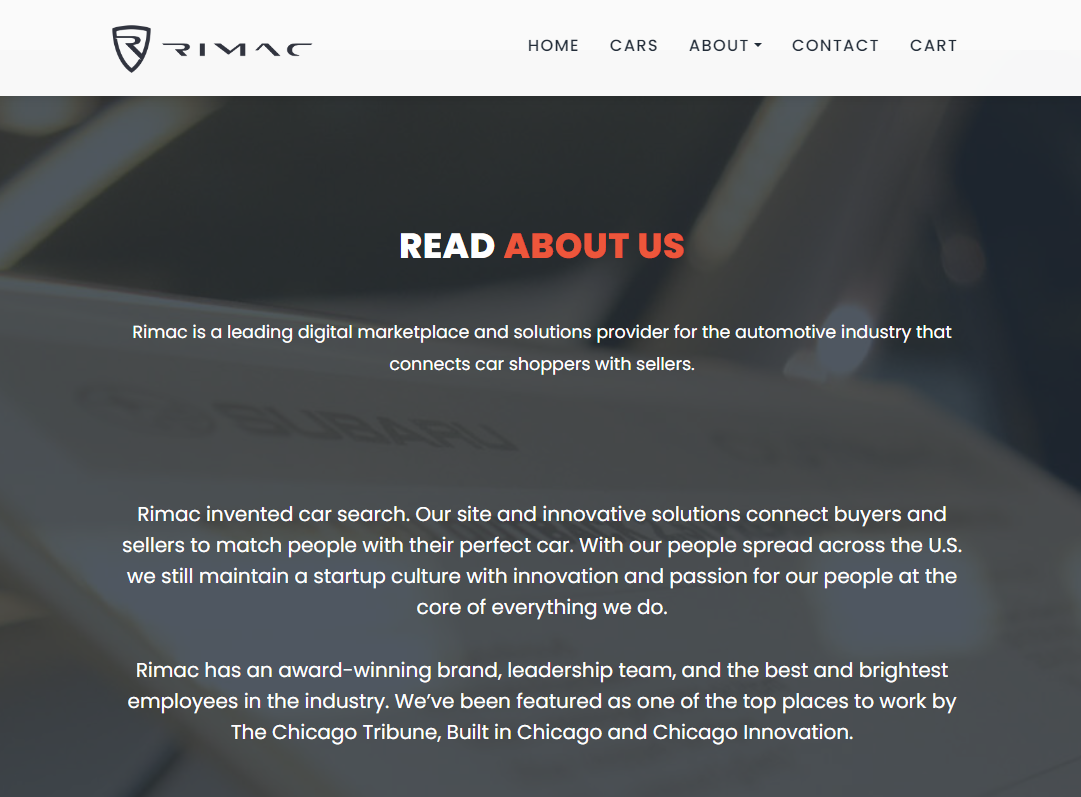 RIMAC
HOME CARS ABOUT CONTACT CART
READ ABOUT US
Rimac is a leading digital marketplace and solutions provider for the automotive industry that
connects car shoppers with sellers.
SUBARU
Rimac invented car search. Our site and innovative solutions connect buyers and
sellers to match people with their perfect car. With our people spread across the U.S.
we still maintain a startup culture with innovation and passion for our people at the
core of everything we do.
Rimac has an award-winning brand, leadership team, and the best and brightest
employees in the industry. We’ve been featured as one of the top places to work by
The Chicago Tribune, Built in Chicago and Chicago Innovation.